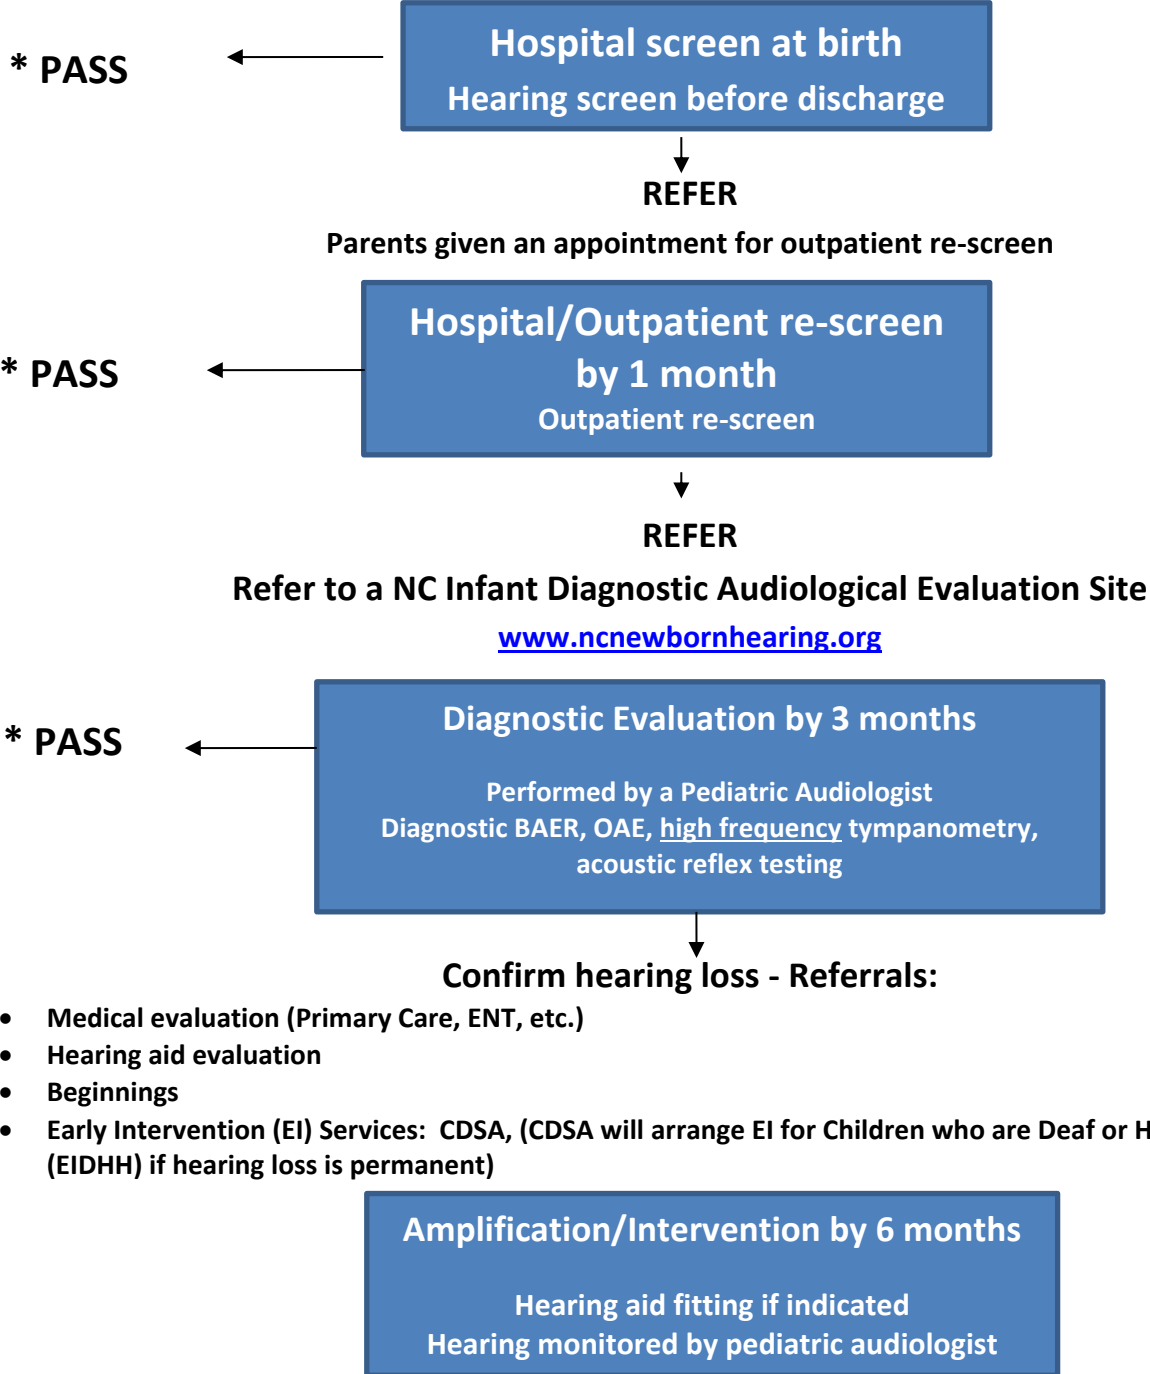 Hospital screen at birth
Hearing screen before discharge
* PASS
REFER
Parents given an appointment for outpatient re-screen
Hospital/Outpatient re-screen
by 1 month
Outpatient re-screen
* PASS
REFER
Refer to a NC Infant Diagnostic Audiological Evaluation Site
www.ncnewbornhearing.org
Diagnostic Evaluation by 3 months
* PASS
Performed by a Pediatric Audiologist
Diagnostic BAER, OAE, high frequency tympanometry,
acoustic reflex testing
Confirm hearing loss - Referrals:
• Medical evaluation (Primary Care, ENT, etc.)
• Hearing aid evaluation
• Beginnings
• Early Intervention (EI) Services: CDSA, (CDSA will arrange EI for Children who are Deaf or H
(EIDHH) if hearing loss is permanent)
Amplification/Intervention by 6 months
Hearing aid fitting if indicated
Hearing monitored by pediatric audiologist